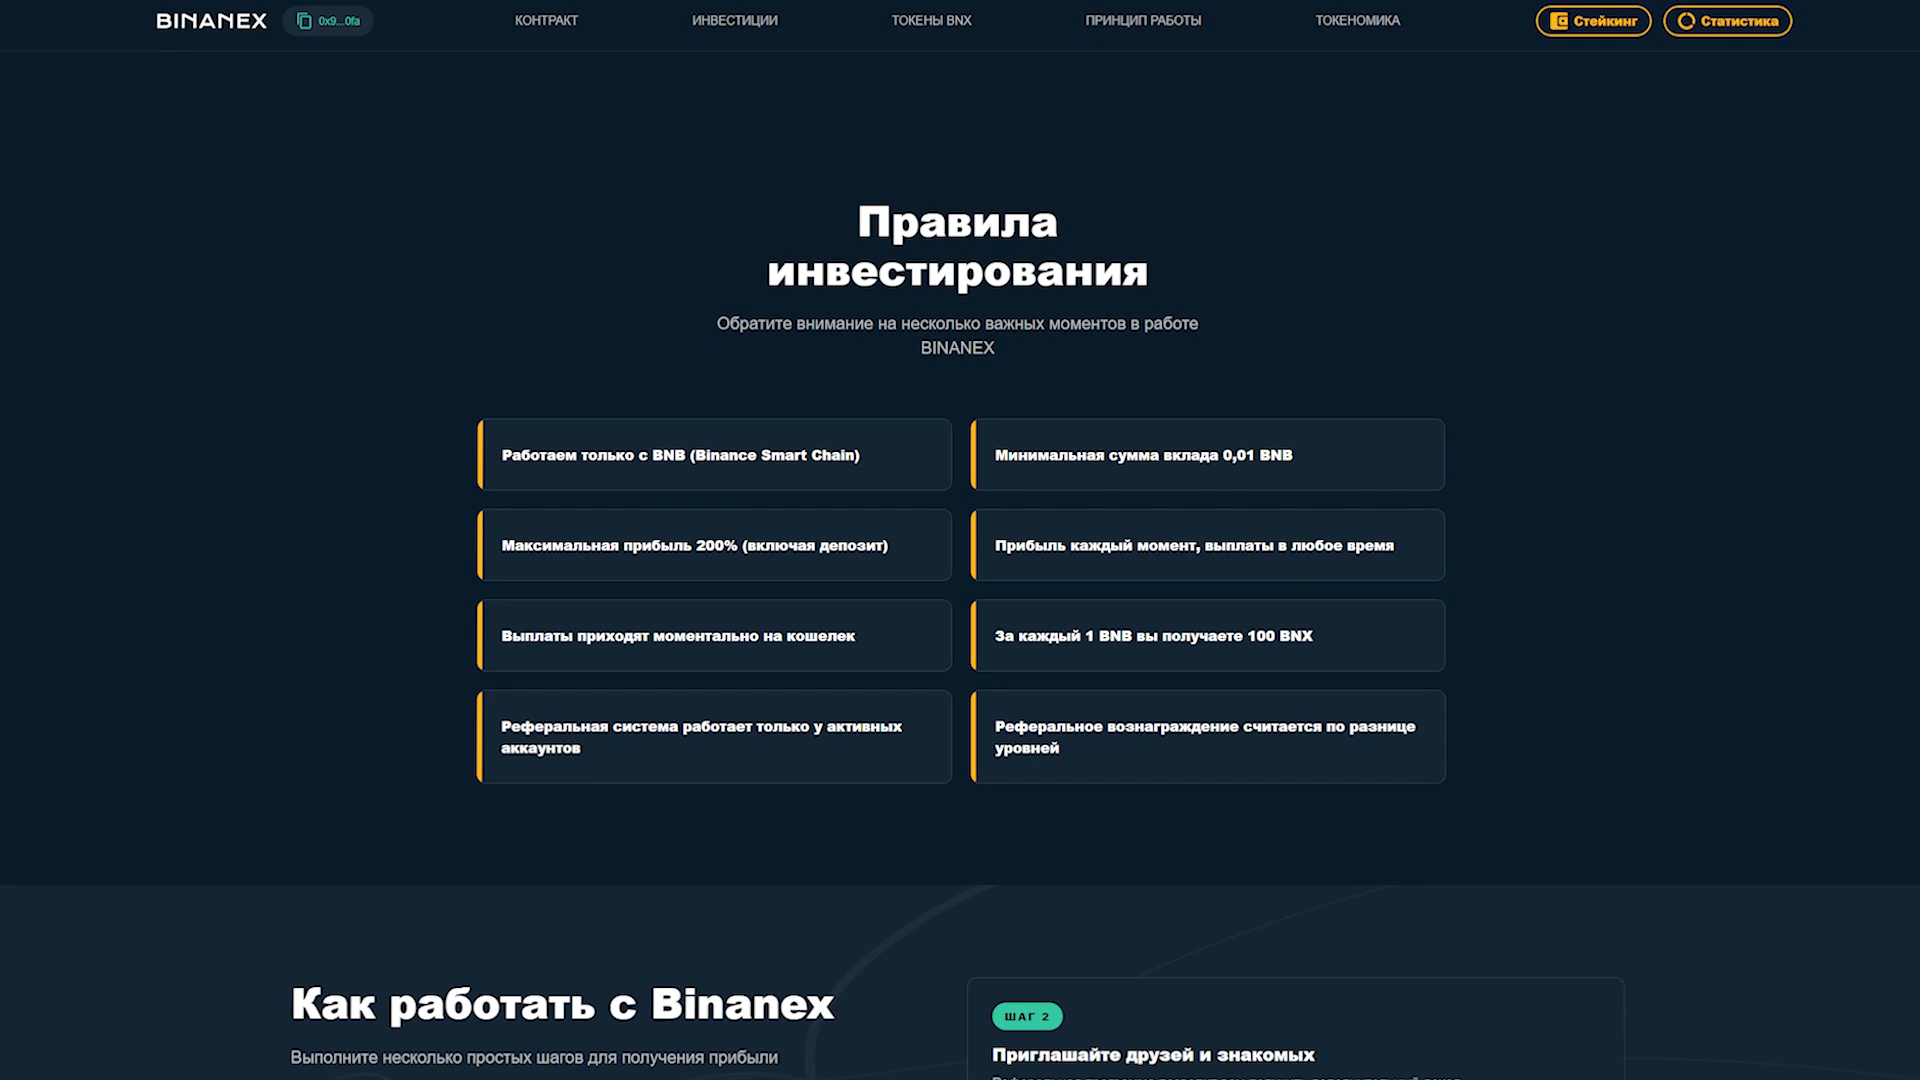 BINANEX
0x9...0fa
КОНТРАКТ
ИНВЕСТИЦИИ
ТОКЕНЫ BNX
ПРИНЦИП РАБОТЫ
ТОКЕНОМИКА
Стейкинг
Статистика
Правила
инвестирования
Обратите внимание на несколько важных моментов в работе
BINANEX
Работаем только с BNB (Binance Smart Chain)
Минимальная сумма вклада 0,01 BNB
Максимальная прибыль 200% (включая депозит)
Прибыль каждый момент, выплаты в любое время
Выплаты приходят моментально на кошелек
За каждый 1 BNB вы получаете 100 BNX
Реферальная система работает только у активных
аккаунтов
Реферальное вознаграждение считается по разнице
уровней
Как работать с Binanex
Выполните несколько простых шагов для получения прибыли
ШАГ 2
Приглашайте друзей и знакомых